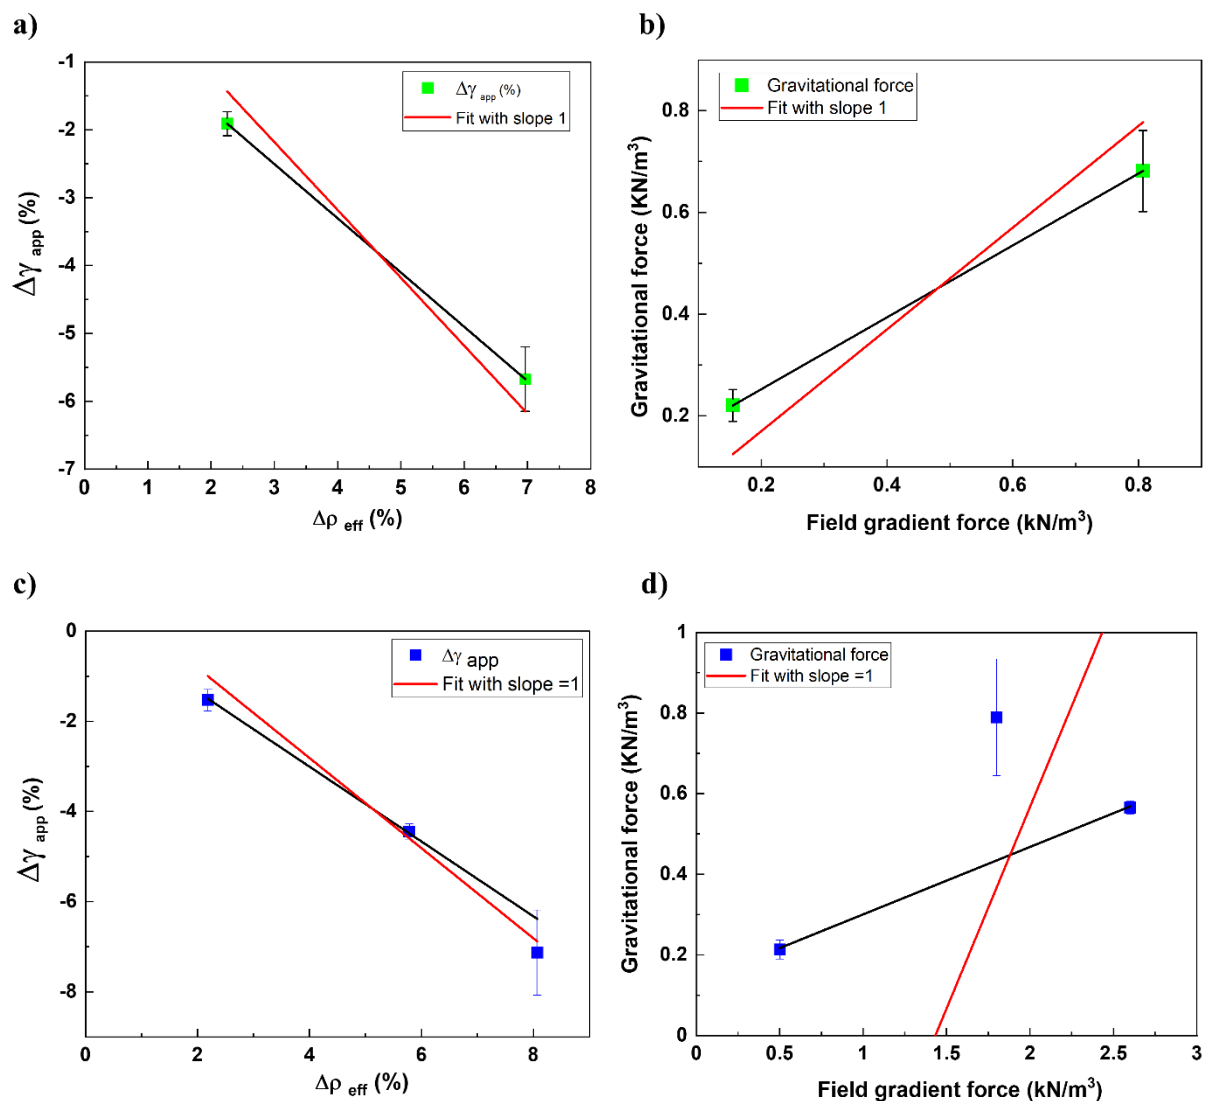 a)
-1
-2
-3
-4
-5
-6
-7
Δγ app (%)
Δγ app (%)
Fit with slope 1
0 1 2 3 4 5 6 7 8
Δρ eff (%)
b)
0.8
0.6
0.4
0.2
Gravitational force (KN/m³)
Gravitational force
Fit with slope 1
0.2 0.4 0.6 0.8
Field gradient force (kN/m³)
c)
0
-2
-4
-6
-8
Δγ app (%)
Δγ app
Fit with slope =1
0 2 4 6 8
Δρ eff (%)
d)
1
0.8
0.6
0.4
0.2
0
Gravitational force (KN/m³)
Gravitational force
Fit with slope =1
0 0.5 1 1.5 2 2.5 3
Field gradient force (kN/m³)